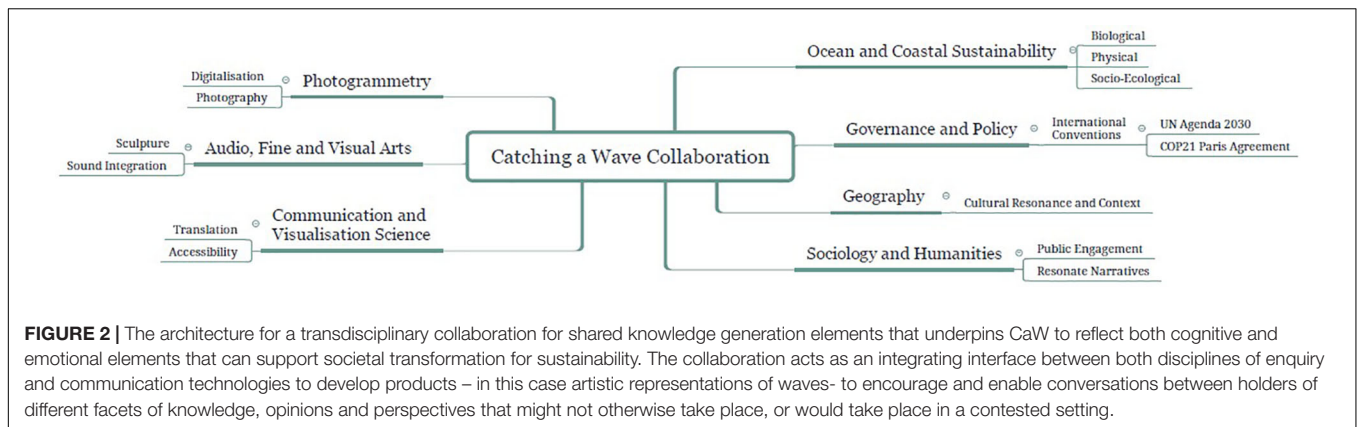 Digitalisation
Photography
Photogrammetry
Sculpture
Sound Integration
Audio, Fine and Visual Arts
Translation
Accessibility
Communication and
Visualisation Science
Catching a Wave Collaboration
Ocean and Coastal Sustainability
Biological
Physical
Socio-Ecological
Governance and Policy
International
Conventions
UN Agenda 2030
COP21 Paris Agreement
Geography
Cultural Resonance and Context
Sociology and Humanities
Public Engagement
Resonate Narratives
FIGURE 2 | The architecture for a transdisciplinary collaboration for shared knowledge generation elements that underpins CaW to reflect both cognitive and
emotional elements that can support societal transformation for sustainability. The collaboration acts as an integrating interface between both disciplines of enquiry
and communication technologies to develop products – in this case artistic representations of waves- to encourage and enable conversations between holders of
different facets of knowledge, opinions and perspectives that might not otherwise take place, or would take place in a contested setting.